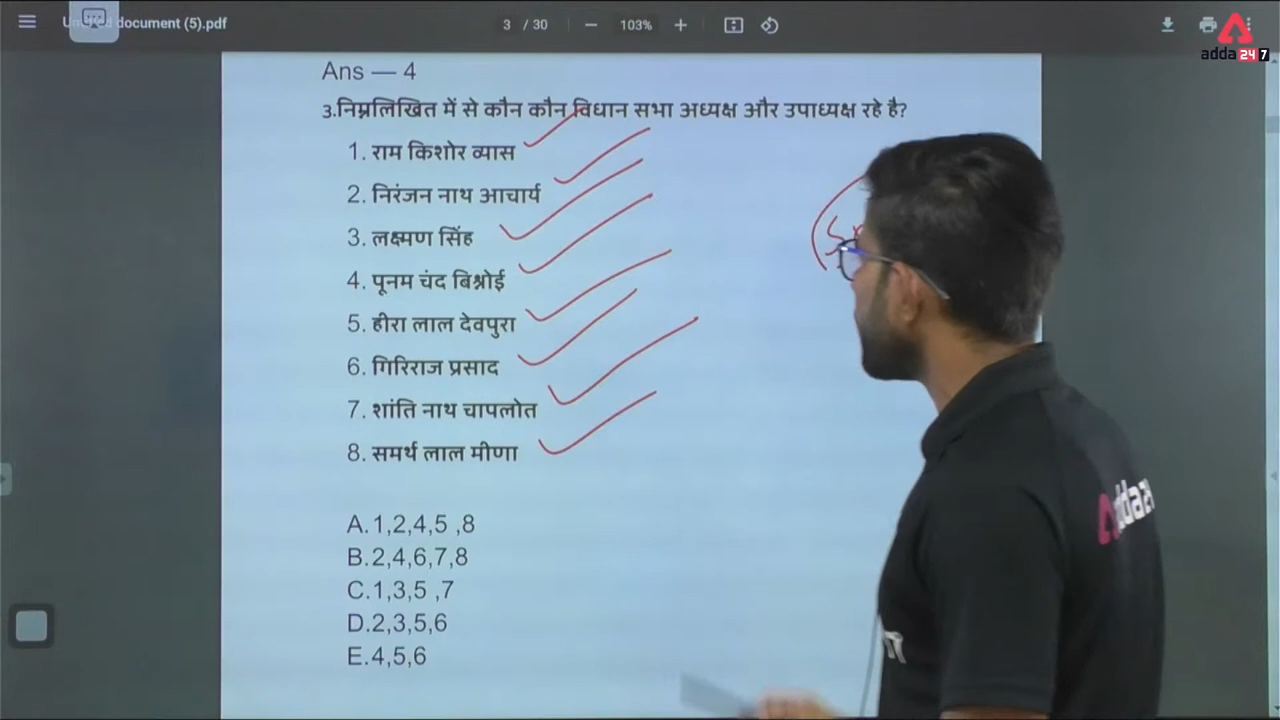 Untitled document (5).pdf
3 / 30
103%
adda 24 7
Ans — 4
3.निम्नलिखित में से कौन कौन विधान सभा अध्यक्ष और उपाध्यक्ष रहे है?
1. राम किशोर व्यास
2. निरंजन नाथ आचार्य
3. लक्ष्मण सिंह
4. पूनम चंद बिश्नोई
5. हीरा लाल देवपुरा
6. गिरिराज प्रसाद
7. शांति नाथ चापलोत
8. समर्थ लाल मीणा
A.1,2,4,5 ,8
B.2,4,6,7,8
C.1,3,5 ,7
D.2,3,5,6
E.4,5,6